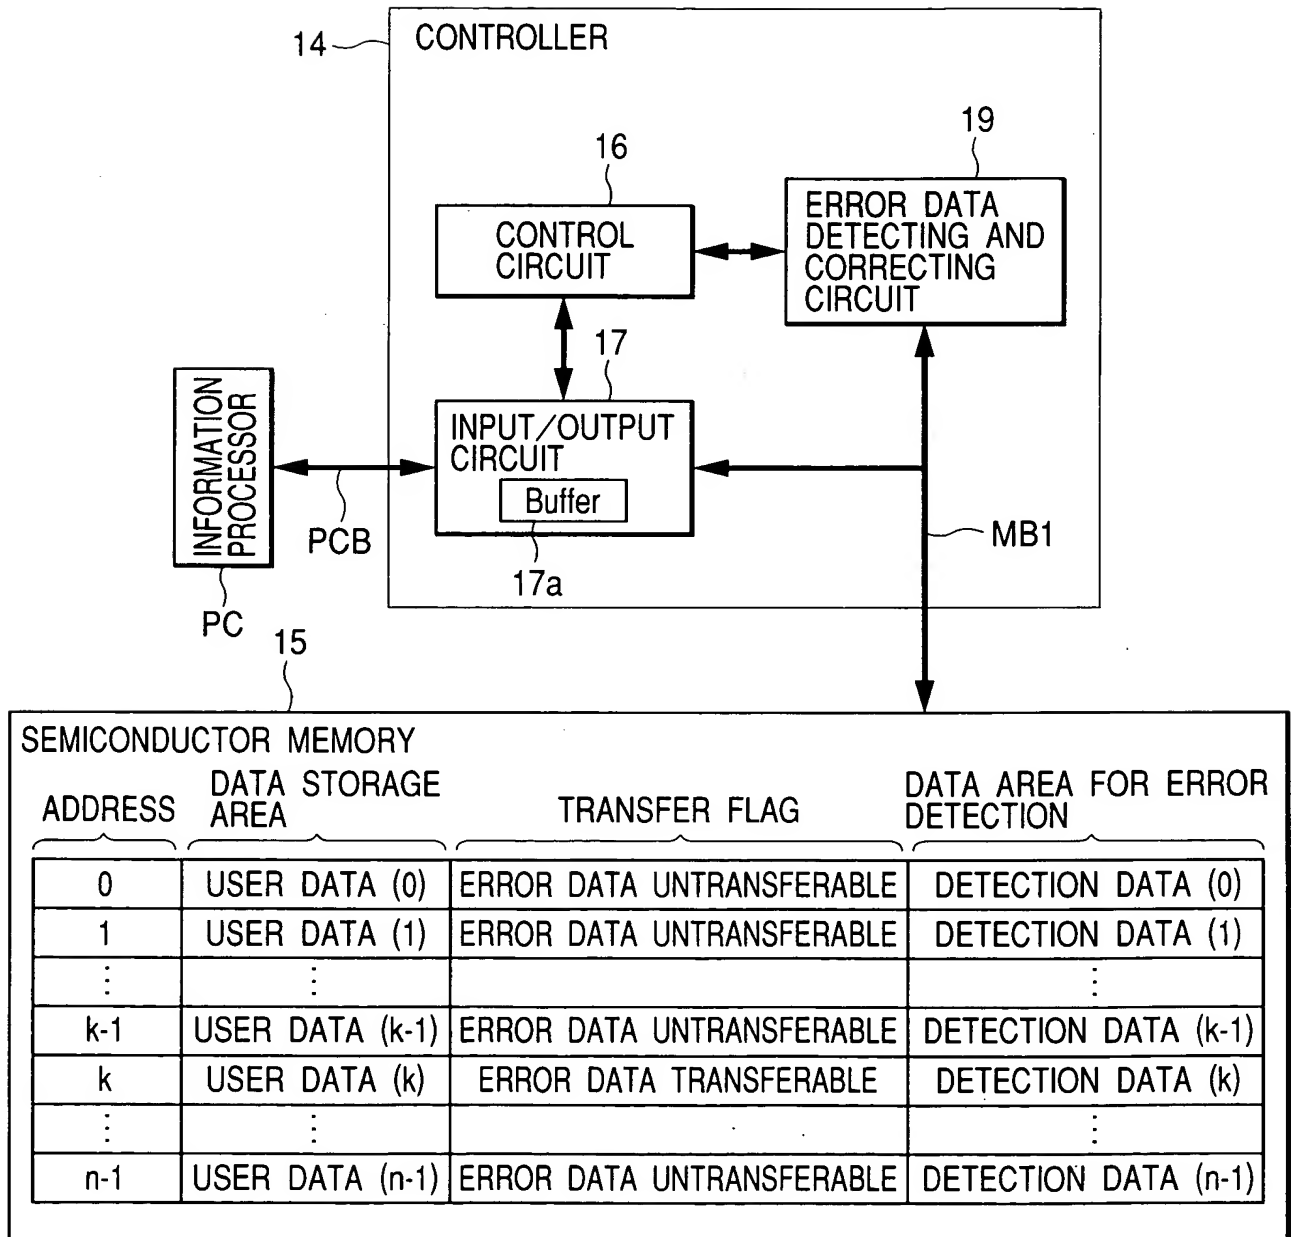 14
CONTROLLER
16
19
CONTROL
CIRCUIT
ERROR DATA
DETECTING AND
CORRECTING
CIRCUIT
17
INFORMATION
PROCESSOR
INPUT/OUTPUT
CIRCUIT
Buffer
PCB
17a
MB1
PC
15
SEMICONDUCTOR MEMORY
ADDRESS
DATA STORAGE
AREA
TRANSFER FLAG
DATA AREA FOR ERROR
DETECTION
0 USER DATA (0) ERROR DATA UNTRANSFERABLE DETECTION DATA (0)
1 USER DATA (1) ERROR DATA UNTRANSFERABLE DETECTION DATA (1)
⋮ ⋮ ⋮
k-1 USER DATA (k-1) ERROR DATA UNTRANSFERABLE DETECTION DATA (k-1)
k USER DATA (k) ERROR DATA TRANSFERABLE DETECTION DATA (k)
⋮ ⋮ ⋮
n-1 USER DATA (n-1) ERROR DATA UNTRANSFERABLE DETECTION DATA (n-1)